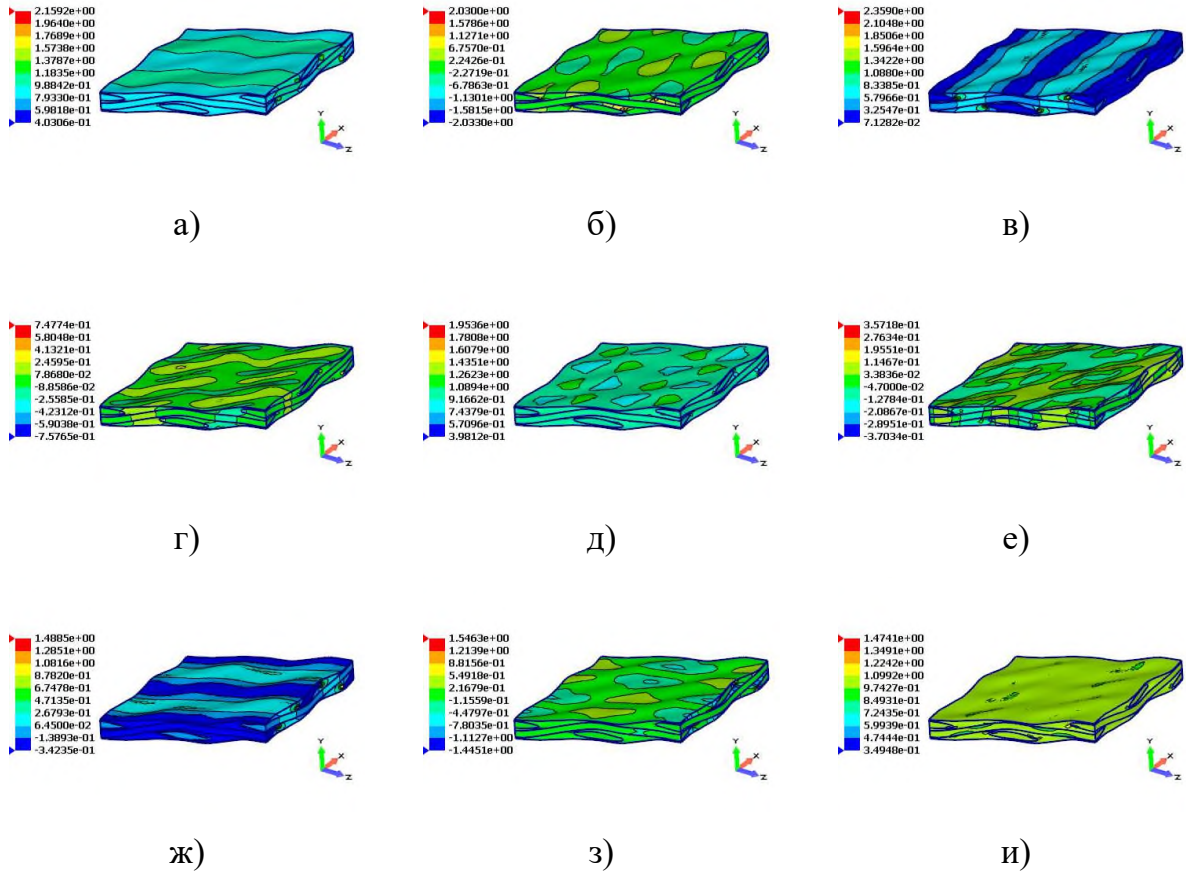 2.1592e+00
1.9640e+00
1.7689e+00
1.5738e+00
1.3787e+00
1.1835e+00
9.8842e-01
7.9330e-01
5.9818e-01
4.0306e-01
Y
X
Z
а)
2.0300e+00
1.5786e+00
1.1271e+00
6.7570e-01
2.2426e-01
-2.2719e-01
-6.7863e-01
-1.1301e+00
-1.5815e+00
-2.0330e+00
Y
X
Z
б)
2.3590e+00
2.1048e+00
1.8506e+00
1.5964e+00
1.3422e+00
1.0880e+00
8.3385e-01
5.7966e-01
3.2547e-01
7.1282e-02
Y
X
Z
в)
7.4774e-01
5.8048e-01
4.1321e-01
2.4595e-01
7.8680e-02
-8.8586e-02
-2.5585e-01
-4.2312e-01
-5.9038e-01
-7.5765e-01
Y
X
Z
г)
1.9536e+00
1.7808e+00
1.6079e+00
1.4351e+00
1.2623e+00
1.0894e+00
9.1662e-01
7.4379e-01
5.7096e-01
3.9812e-01
Y
X
Z
д)
3.5718e-01
2.7634e-01
1.9551e-01
1.1467e-01
3.3836e-02
-4.7000e-02
-1.2784e-01
-2.0867e-01
-2.8951e-01
-3.7034e-01
Y
X
Z
е)
1.4885e+00
1.2851e+00
1.0816e+00
8.7820e-01
6.7478e-01
4.7135e-01
2.6793e-01
6.4500e-02
-1.3893e-01
-3.4235e-01
Y
X
Z
ж)
1.5463e+00
1.2139e+00
8.8156e-01
5.4918e-01
2.1679e-01
-1.1559e-01
-4.4797e-01
-7.8035e-01
-1.1127e+00
-1.4451e+00
Y
X
Z
з)
1.4741e+00
1.3491e+00
1.2242e+00
1.0992e+00
9.7427e-01
8.4931e-01
7.2435e-01
5.9939e-01
4.7444e-01
3.4948e-01
Y
X
Z
и)